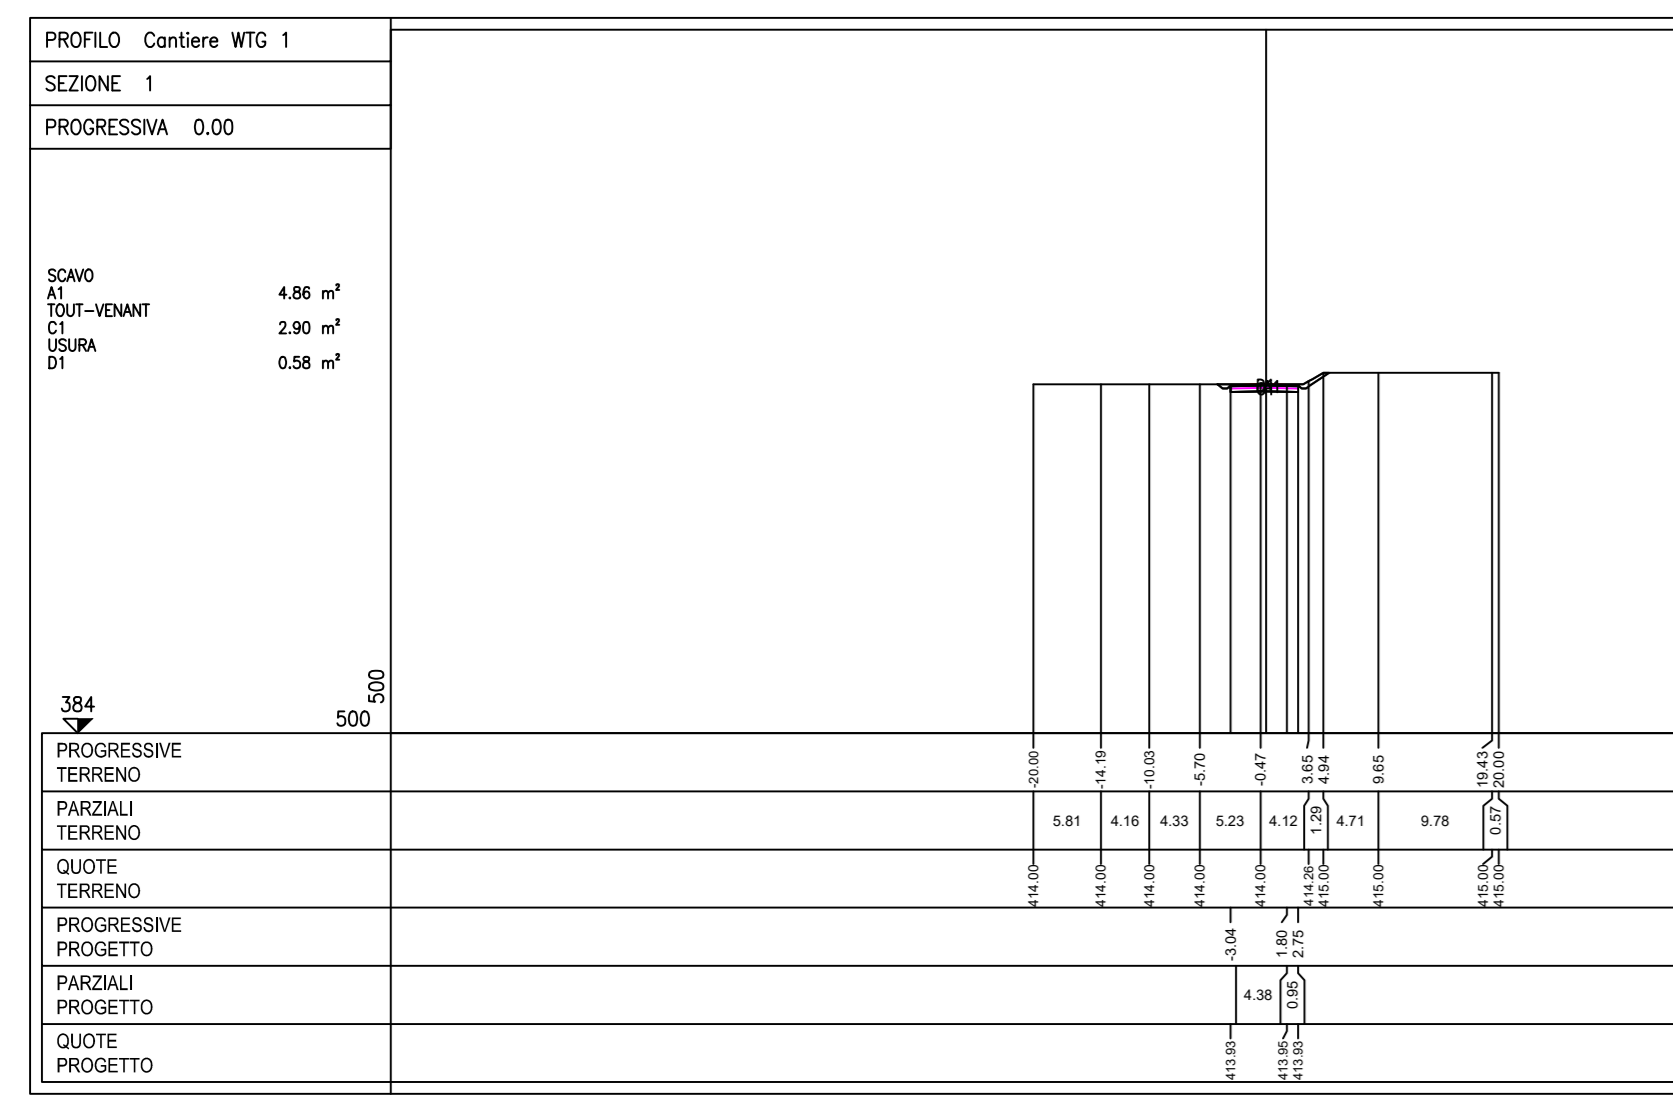 PROFILO Cantiere WTG 1
SEZIONE 1
PROGRESSIVA 0.00
SCAVO
A1 4.86 m²
TOUT-VENANT
C1 2.90 m²
USURA
D1 0.58 m²
500
384
500
PROGRESSIVE
TERRENO
-20.00 -14.19 -10.03 -5.70 -0.47 3.65 4.94 9.65 19.43 20.00
PARZIALI
TERRENO
5.81 4.16 4.33 5.23 4.12 1.29 4.71 9.78 0.57
QUOTE
TERRENO
414.00 414.00 414.00 414.00 414.00 414.26 415.00 415.00 415.00 415.00
PROGRESSIVE
PROGETTO
-3.04 1.80 2.75
PARZIALI
PROGETTO
4.38 0.95
QUOTE
PROGETTO
413.93 413.95 413.93